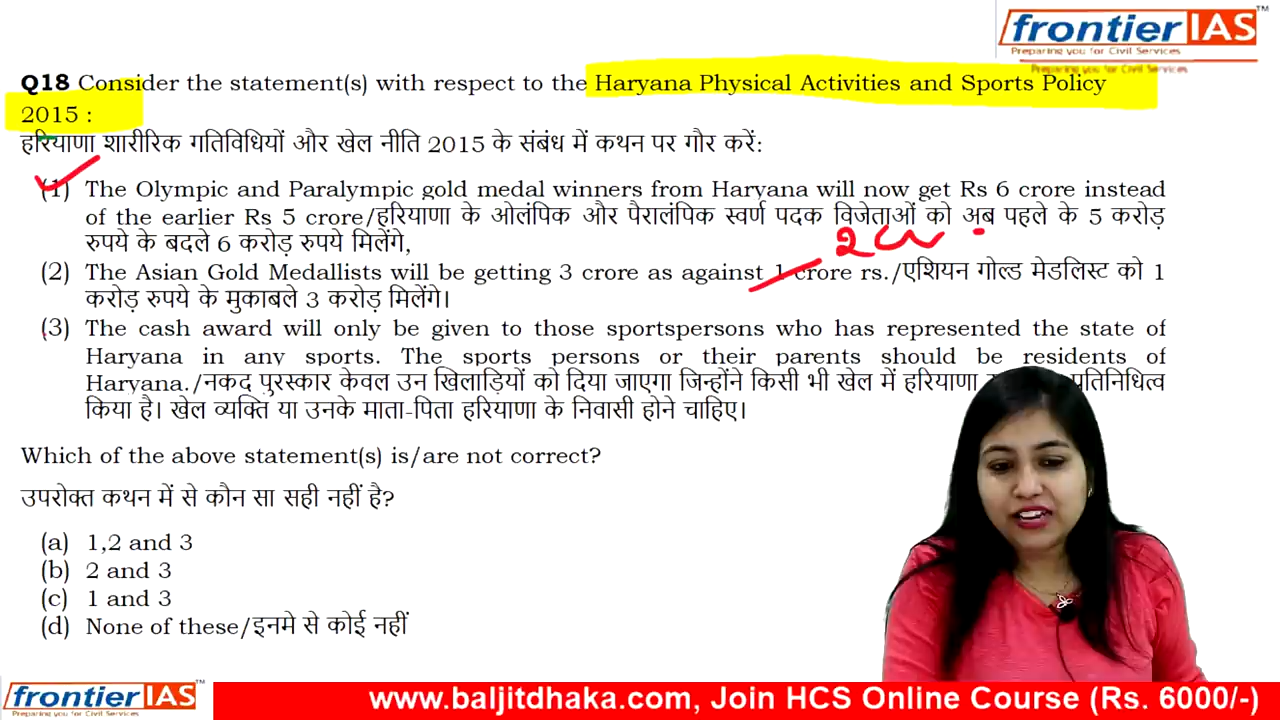 frontier IAS
Preparing you for Civil Services
Q18 Consider the statement(s) with respect to the Haryana Physical Activities and Sports Policy
2015 :
हरियाणा शारीरिक गतिविधियों और खेल नीति 2015 के संबंध में कथन पर गौर करें:
(1) The Olympic and Paralympic gold medal winners from Haryana will now get Rs 6 crore instead
of the earlier Rs 5 crore/हरियाणा के ओलंपिक और पैरालंपिक स्वर्ण पदक विजेताओं को अब पहले के 5 करोड़
रुपये के बदले 6 करोड़ रुपये मिलेंगे,
2 Cr
(2) The Asian Gold Medallists will be getting 3 crore as against 1 crore rs./एशियन गोल्ड मेडलिस्ट को 1
करोड़ रुपये के मुकाबले 3 करोड़ मिलेंगे।
(3) The cash award will only be given to those sportspersons who has represented the state of
Haryana in any sports. The sports persons or their parents should be residents of
Haryana./नकद पुरस्कार केवल उन खिलाड़ियों को दिया जाएगा जिन्होंने किसी भी खेल में हरियाणा प्रतिनिधित्व
किया है। खेल व्यक्ति या उनके माता-पिता हरियाणा के निवासी होने चाहिए।
Which of the above statement(s) is/are not correct?
उपरोक्त कथन में से कौन सा सही नहीं है?
(a) 1,2 and 3
(b) 2 and 3
(c) 1 and 3
(d) None of these/इनमे से कोई नहीं
frontier IAS
Preparing you for Civil Services
www.baljitdhaka.com, Join HCS Online Course (Rs. 6000/-)